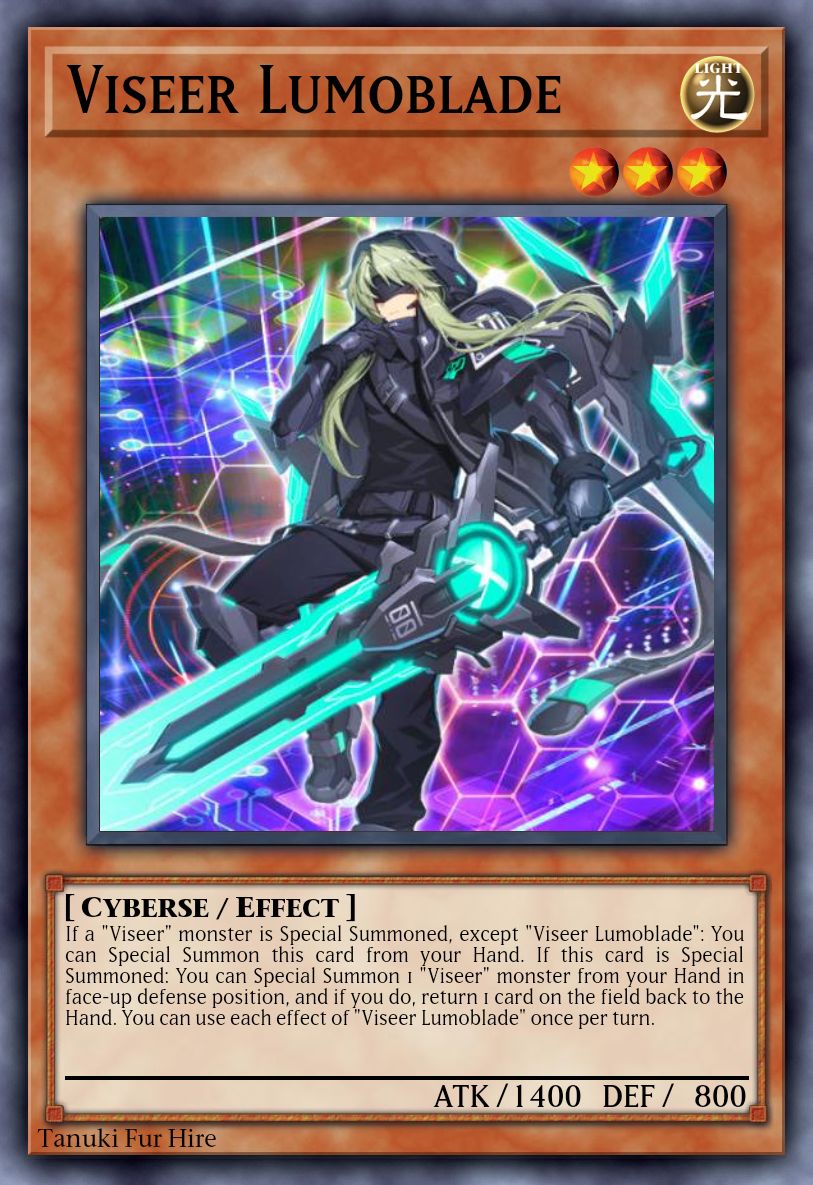 Viseer Lumoblade
LIGHT
光
[ Cyberse / Effect ]
If a "Viseer" monster is Special Summoned, except "Viseer Lumoblade": You
can Special Summon this card from your Hand. If this card is Special
Summoned: You can Special Summon 1 "Viseer" monster from your Hand in
face-up defense position, and if you do, return 1 card on the field back to the
Hand. You can use each effect of "Viseer Lumoblade" once per turn.
ATK / 1400 DEF / 800
Tanuki Fur Hire